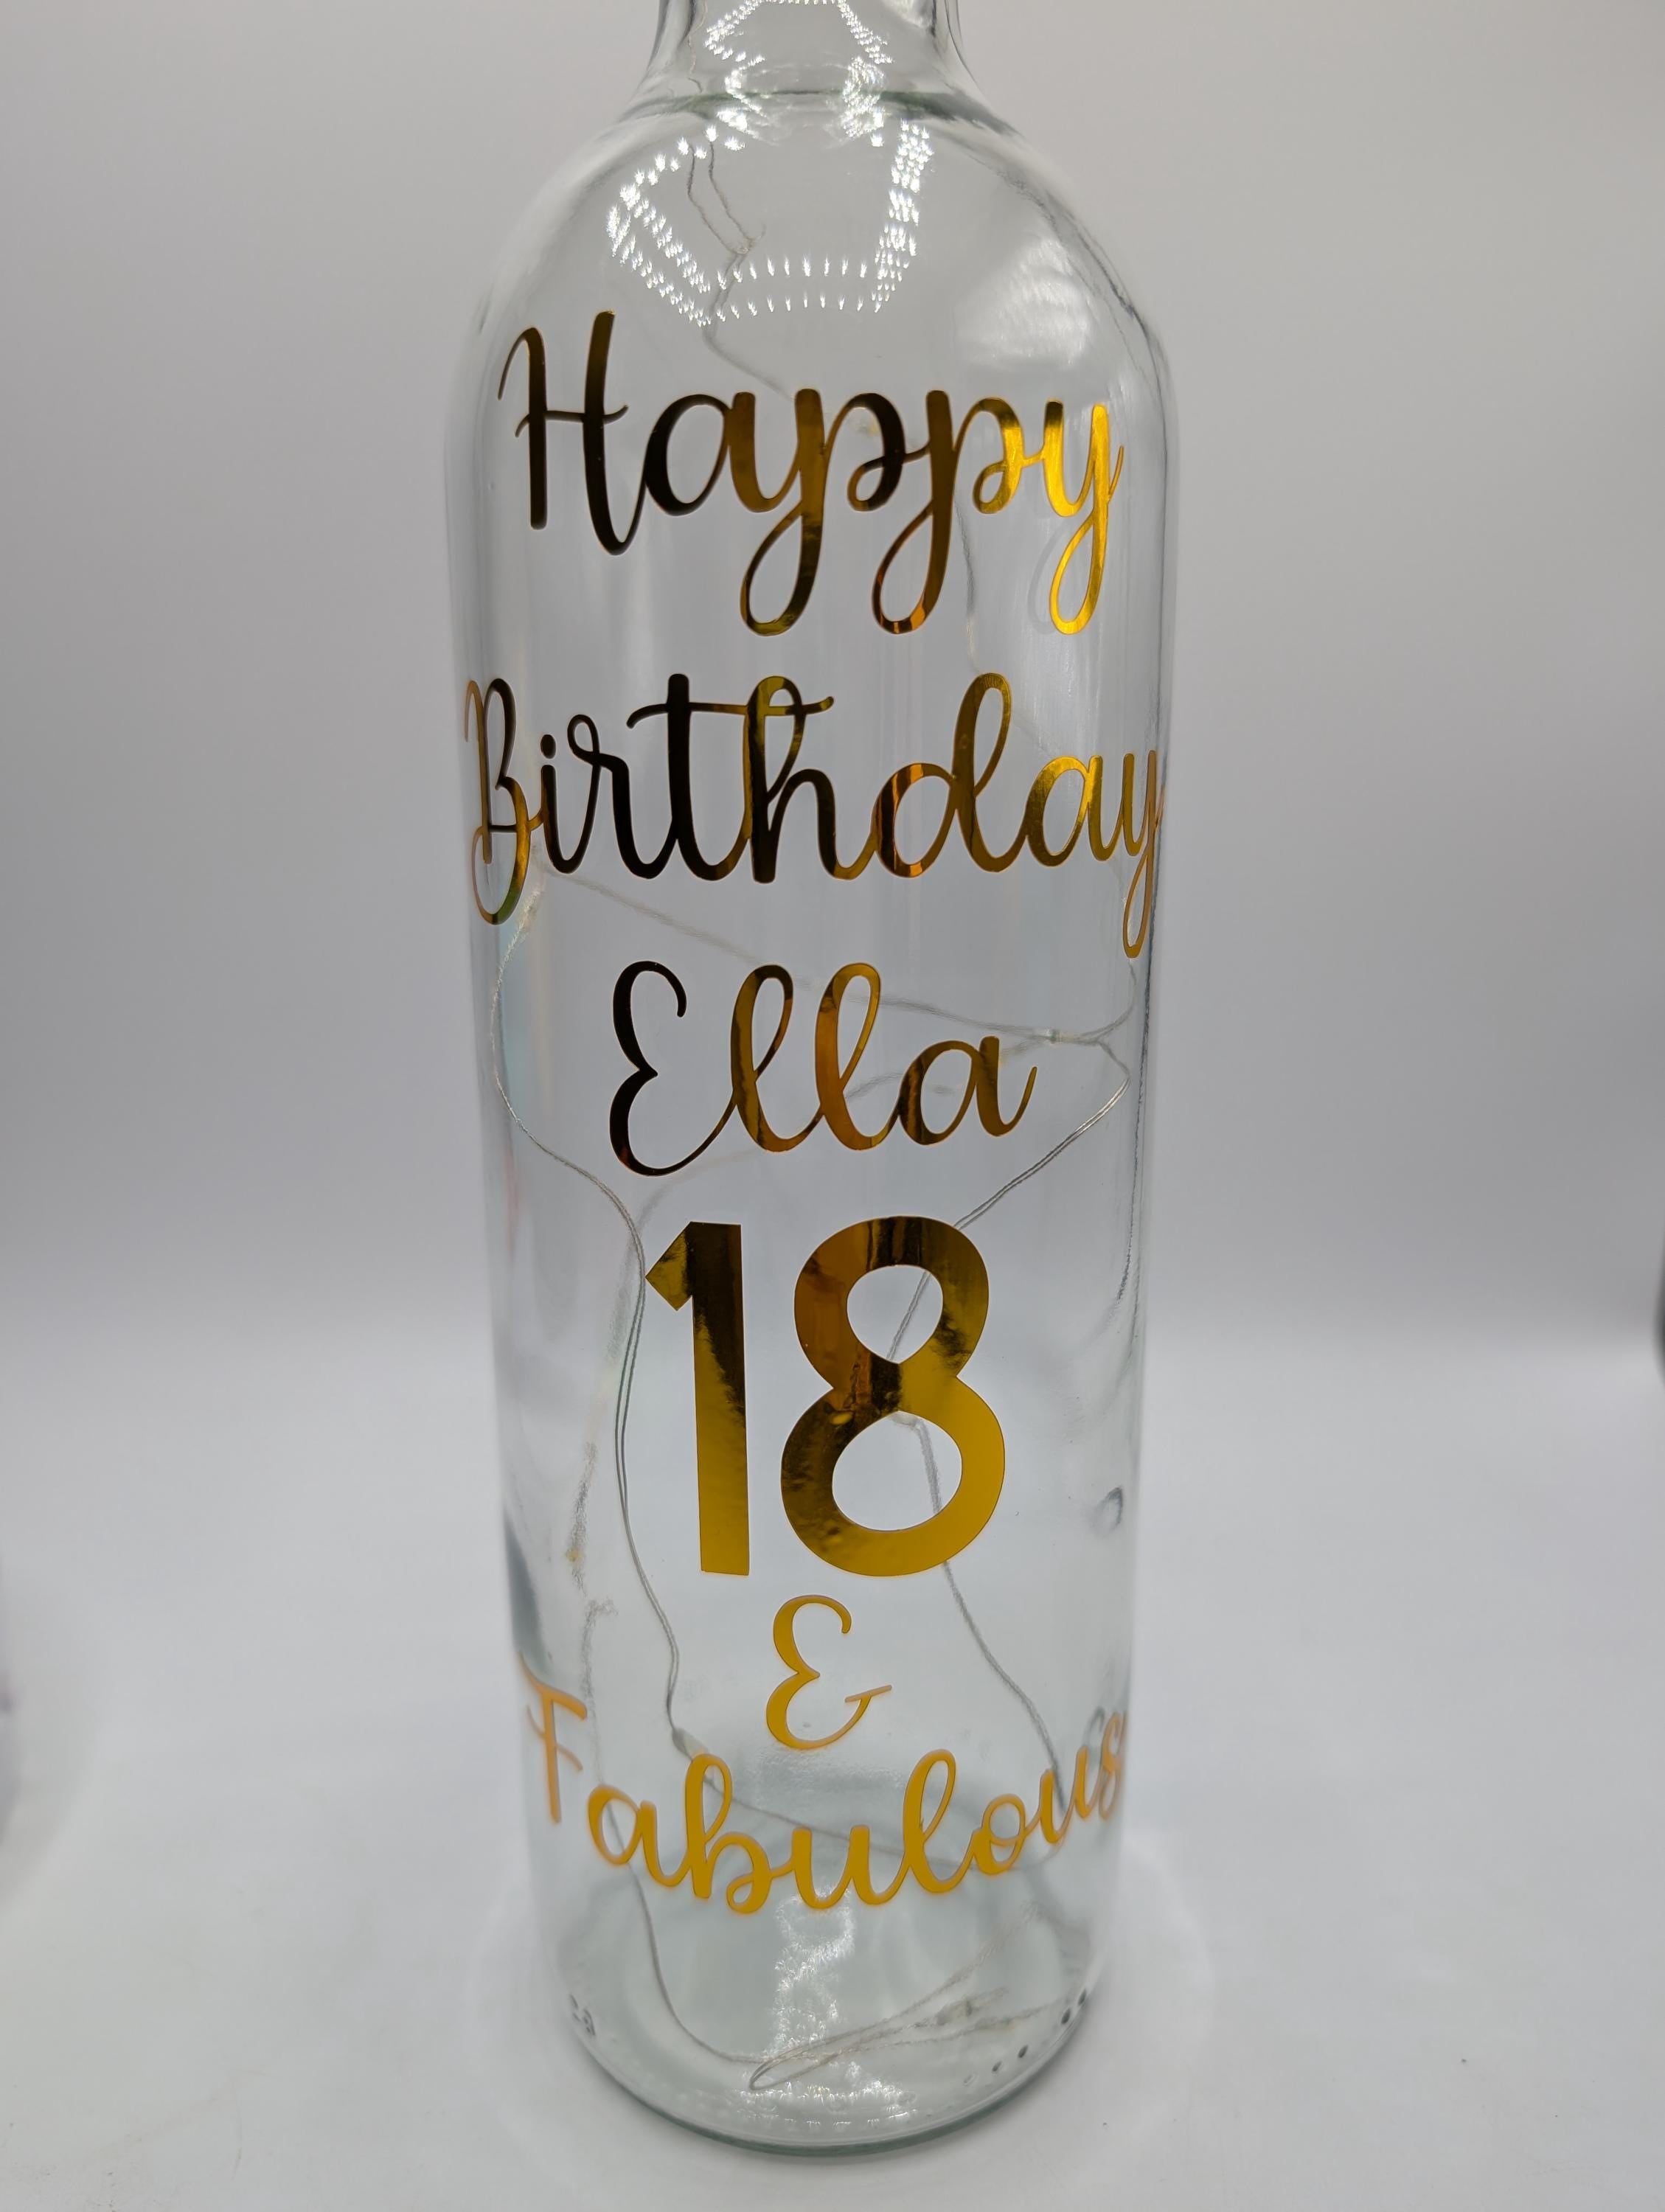 Happy
Birthday
Ella
18
&
Fabulous